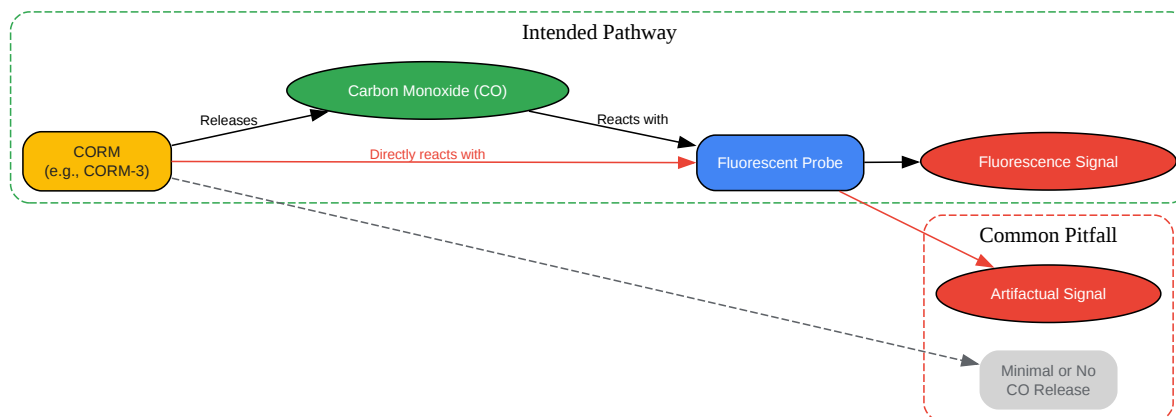 Intended Pathway
Carbon Monoxide (CO)
Releases
Reacts with
CORM
(e.g., CORM-3)
Directly reacts with
Fluorescent Probe
Fluorescence Signal
Common Pitfall
Artifactual Signal
Minimal or No
CO Release